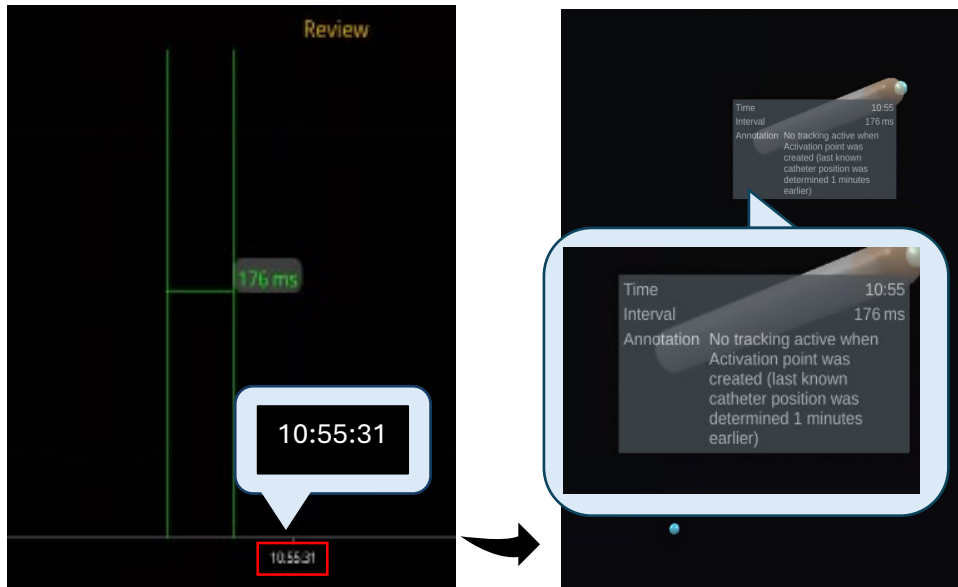 Review
176 ms
10:55:31
10:55:31
Time 10:55
Interval 176 ms
Annotation No tracking active when
Activation point was
created (last known
catheter position was
determined 1 minutes
earlier)
Time 10:55
Interval 176 ms
Annotation No tracking active when
Activation point was
created (last known
catheter position was
determined 1 minutes
earlier)